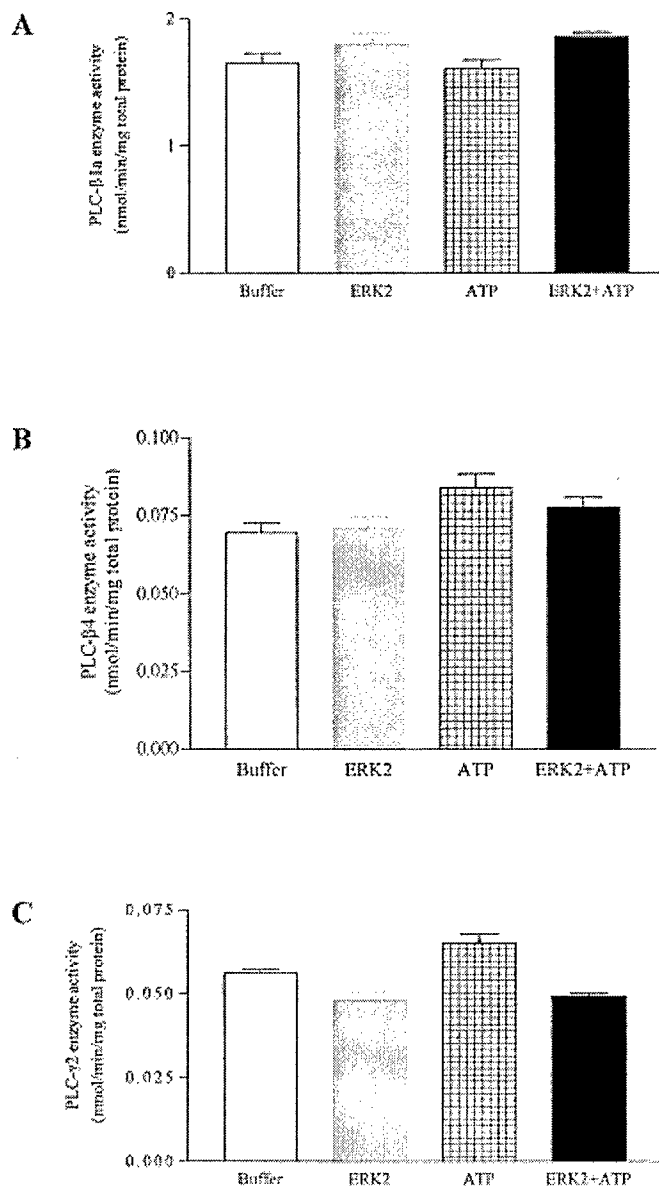 A
PLC-β1a enzyme activity
(nmol/min/mg total protein)
2
1
0
Buffer ERK2 ATP ERK2+ATP
B
PLC-β4 enzyme activity
(nmol/min/mg total protein)
0.100
0.075
0.050
0.025
0.000
Buffer ERK2 ATP ERK2+ATP
C
PLC-γ2 enzyme activity
(nmol/min/mg total protein)
0.075
0.050
0.025
0.000
Buffer ERK2 ATP ERK2+ATP